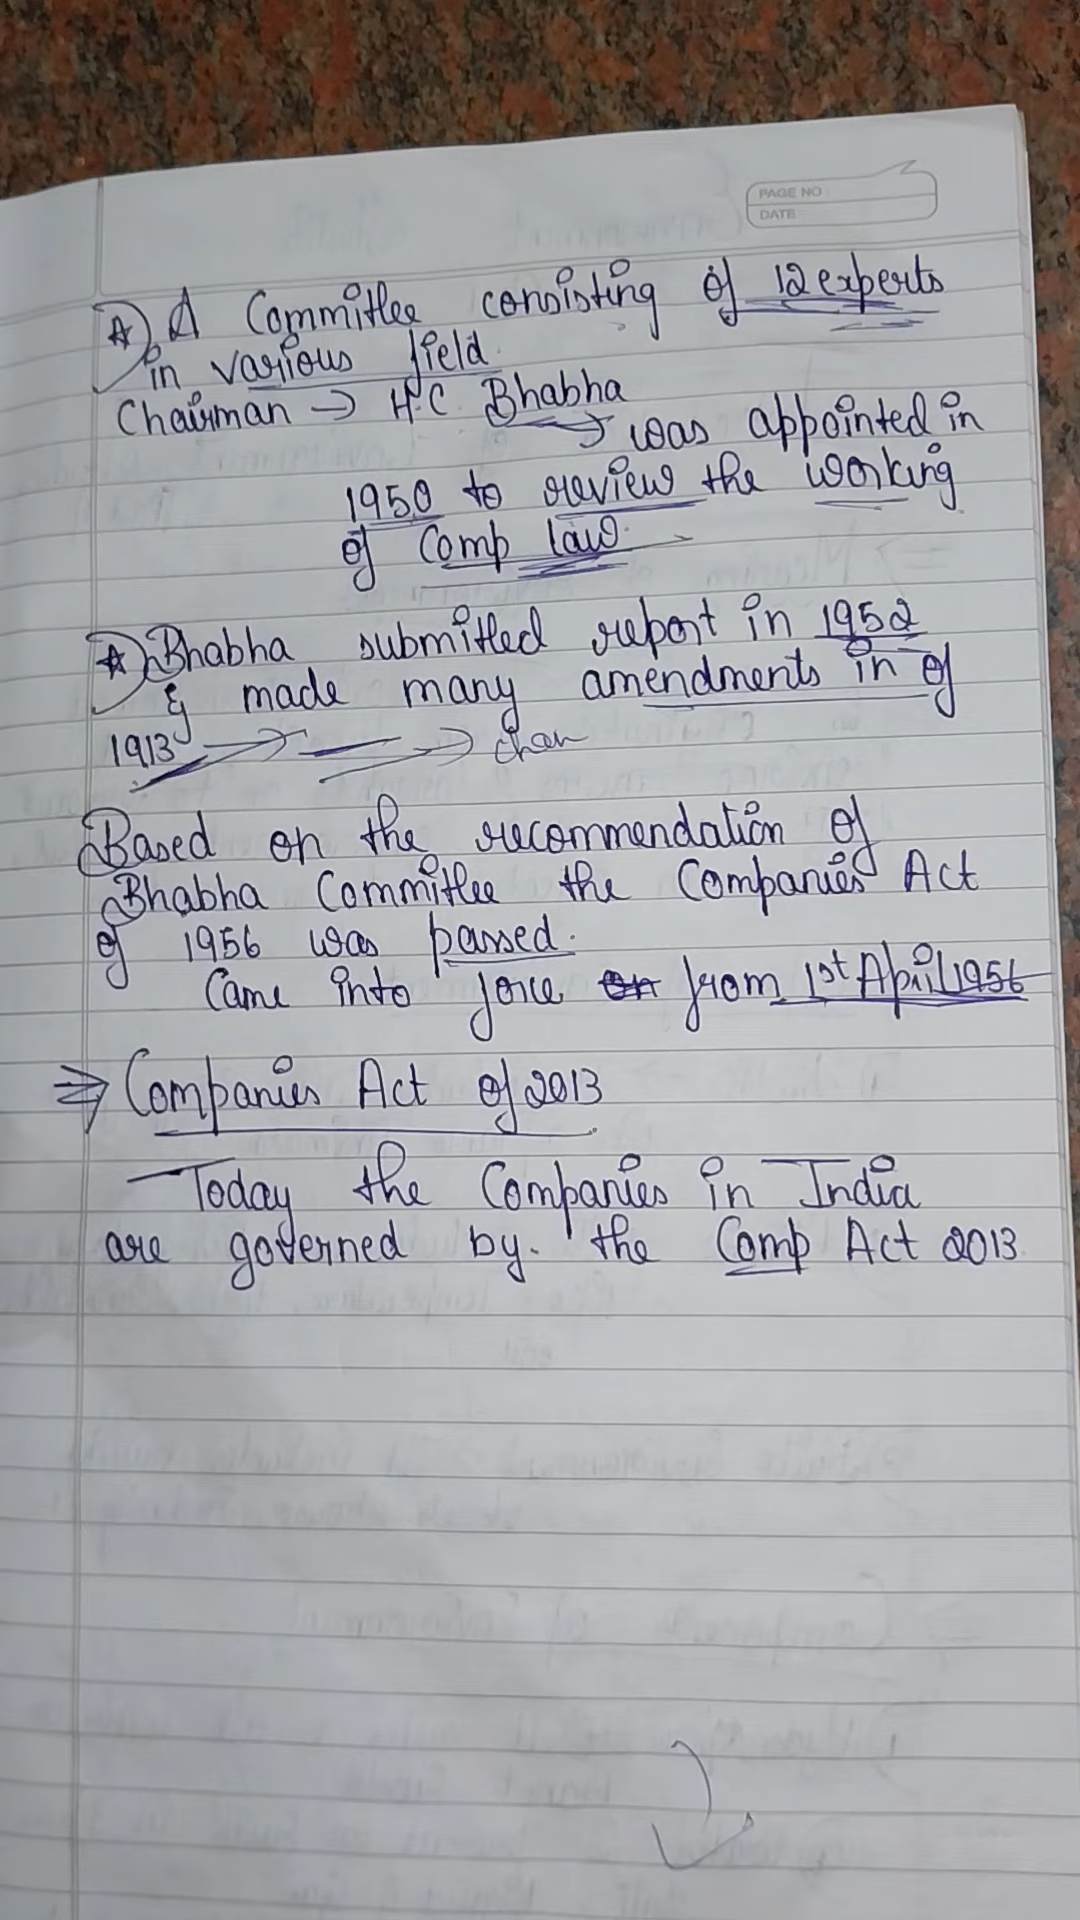 PAGE NO
DATE
A Committee consisting of 12 experts
in various field.
Chairman → H.C Bhabha
→ was appointed in
1950 to review the working
of Comp law.
Bhabha submitted report in 1952
& made many amendments in of
1913 → → chan
Based on the recommendation of
Bhabha Committee the Companies Act
of 1956 was passed.
Came into force from 1st April 1956
⇒ Companies Act of 2013
Today the Companies in India
are governed by the Comp Act 2013